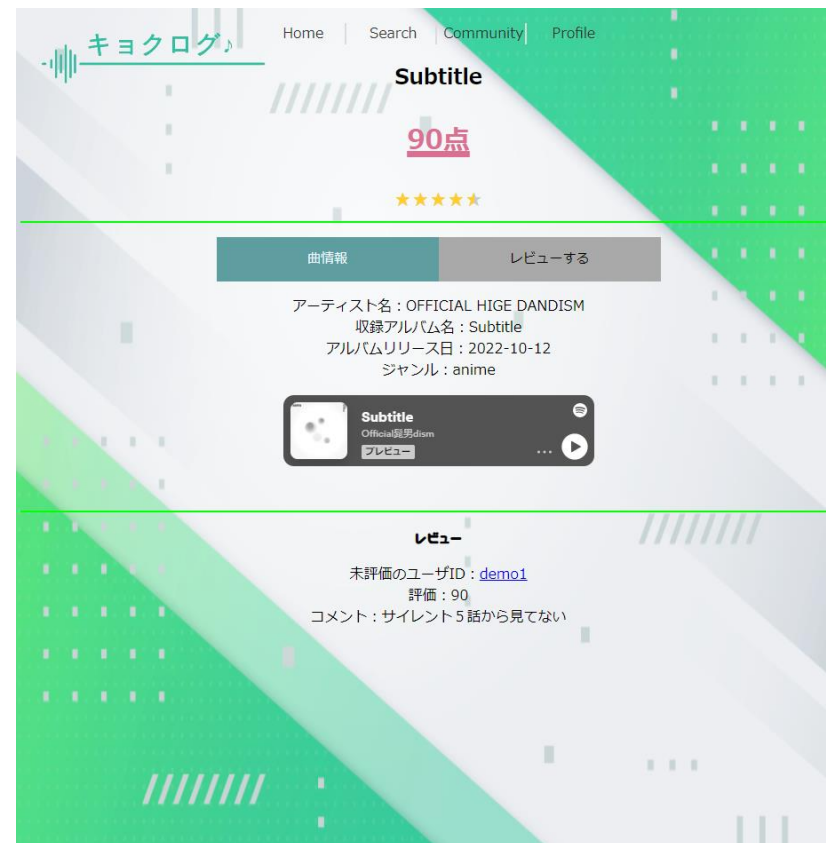 キョクログ♪
Home Search Community Profile
Subtitle
90点
曲情報 レビューする
アーティスト名：OFFICIAL HIGE DANDISM
収録アルバム名：Subtitle
アルバムリリース日：2022-10-12
ジャンル：anime
Subtitle
Official髭男dism
プレビュー
レビュー
未評価のユーザID：demo1
評価：90
コメント：サイレント５話から見てない